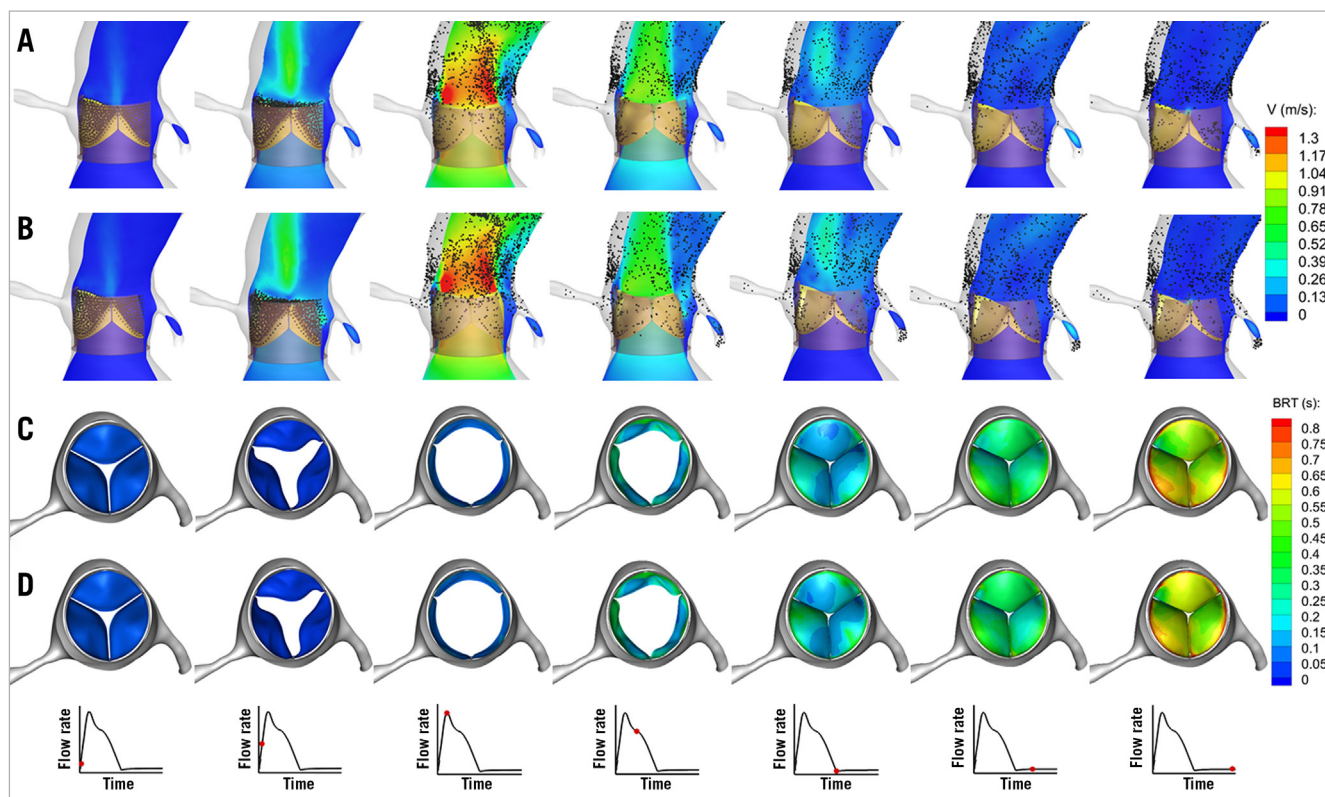 A
V (m/s):
1.3
1.17
1.04
0.91
0.78
0.65
0.52
0.39
0.26
0.13
0
B
C
BRT (s):
0.8
0.75
0.7
0.65
0.6
0.55
0.5
0.45
0.4
0.35
0.3
0.25
0.2
0.15
0.1
0.05
0
D
Flow rate
Time
Flow rate
Time
Flow rate
Time
Flow rate
Time
Flow rate
Time
Flow rate
Time
Flow rate
Time